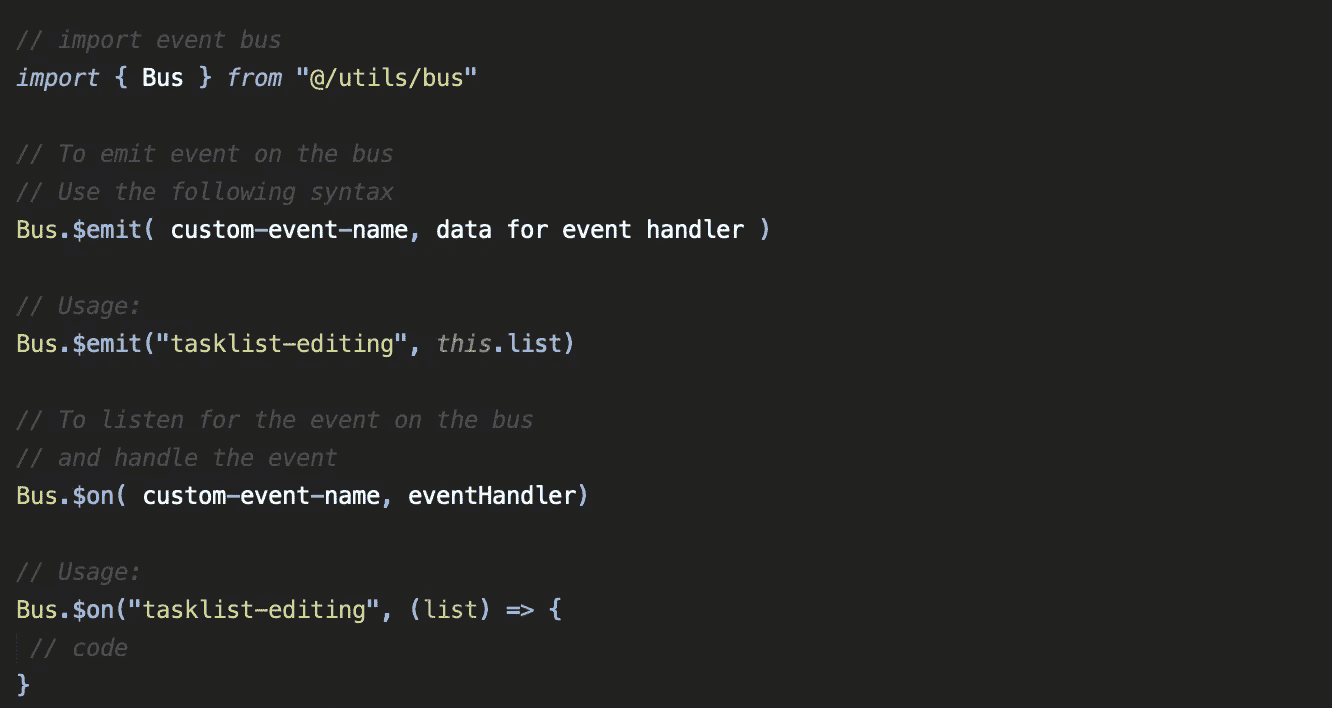 // import event bus
import { Bus } from "@/utils/bus"
// To emit event on the bus
// Use the following syntax
Bus.$emit( custom-event-name, data for event handler )
// Usage:
Bus.$emit("tasklist-editing", this.list)
// To listen for the event on the bus
// and handle the event
Bus.$on( custom-event-name, eventHandler)
// Usage:
Bus.$on("tasklist-editing", (list) => {
// code
}